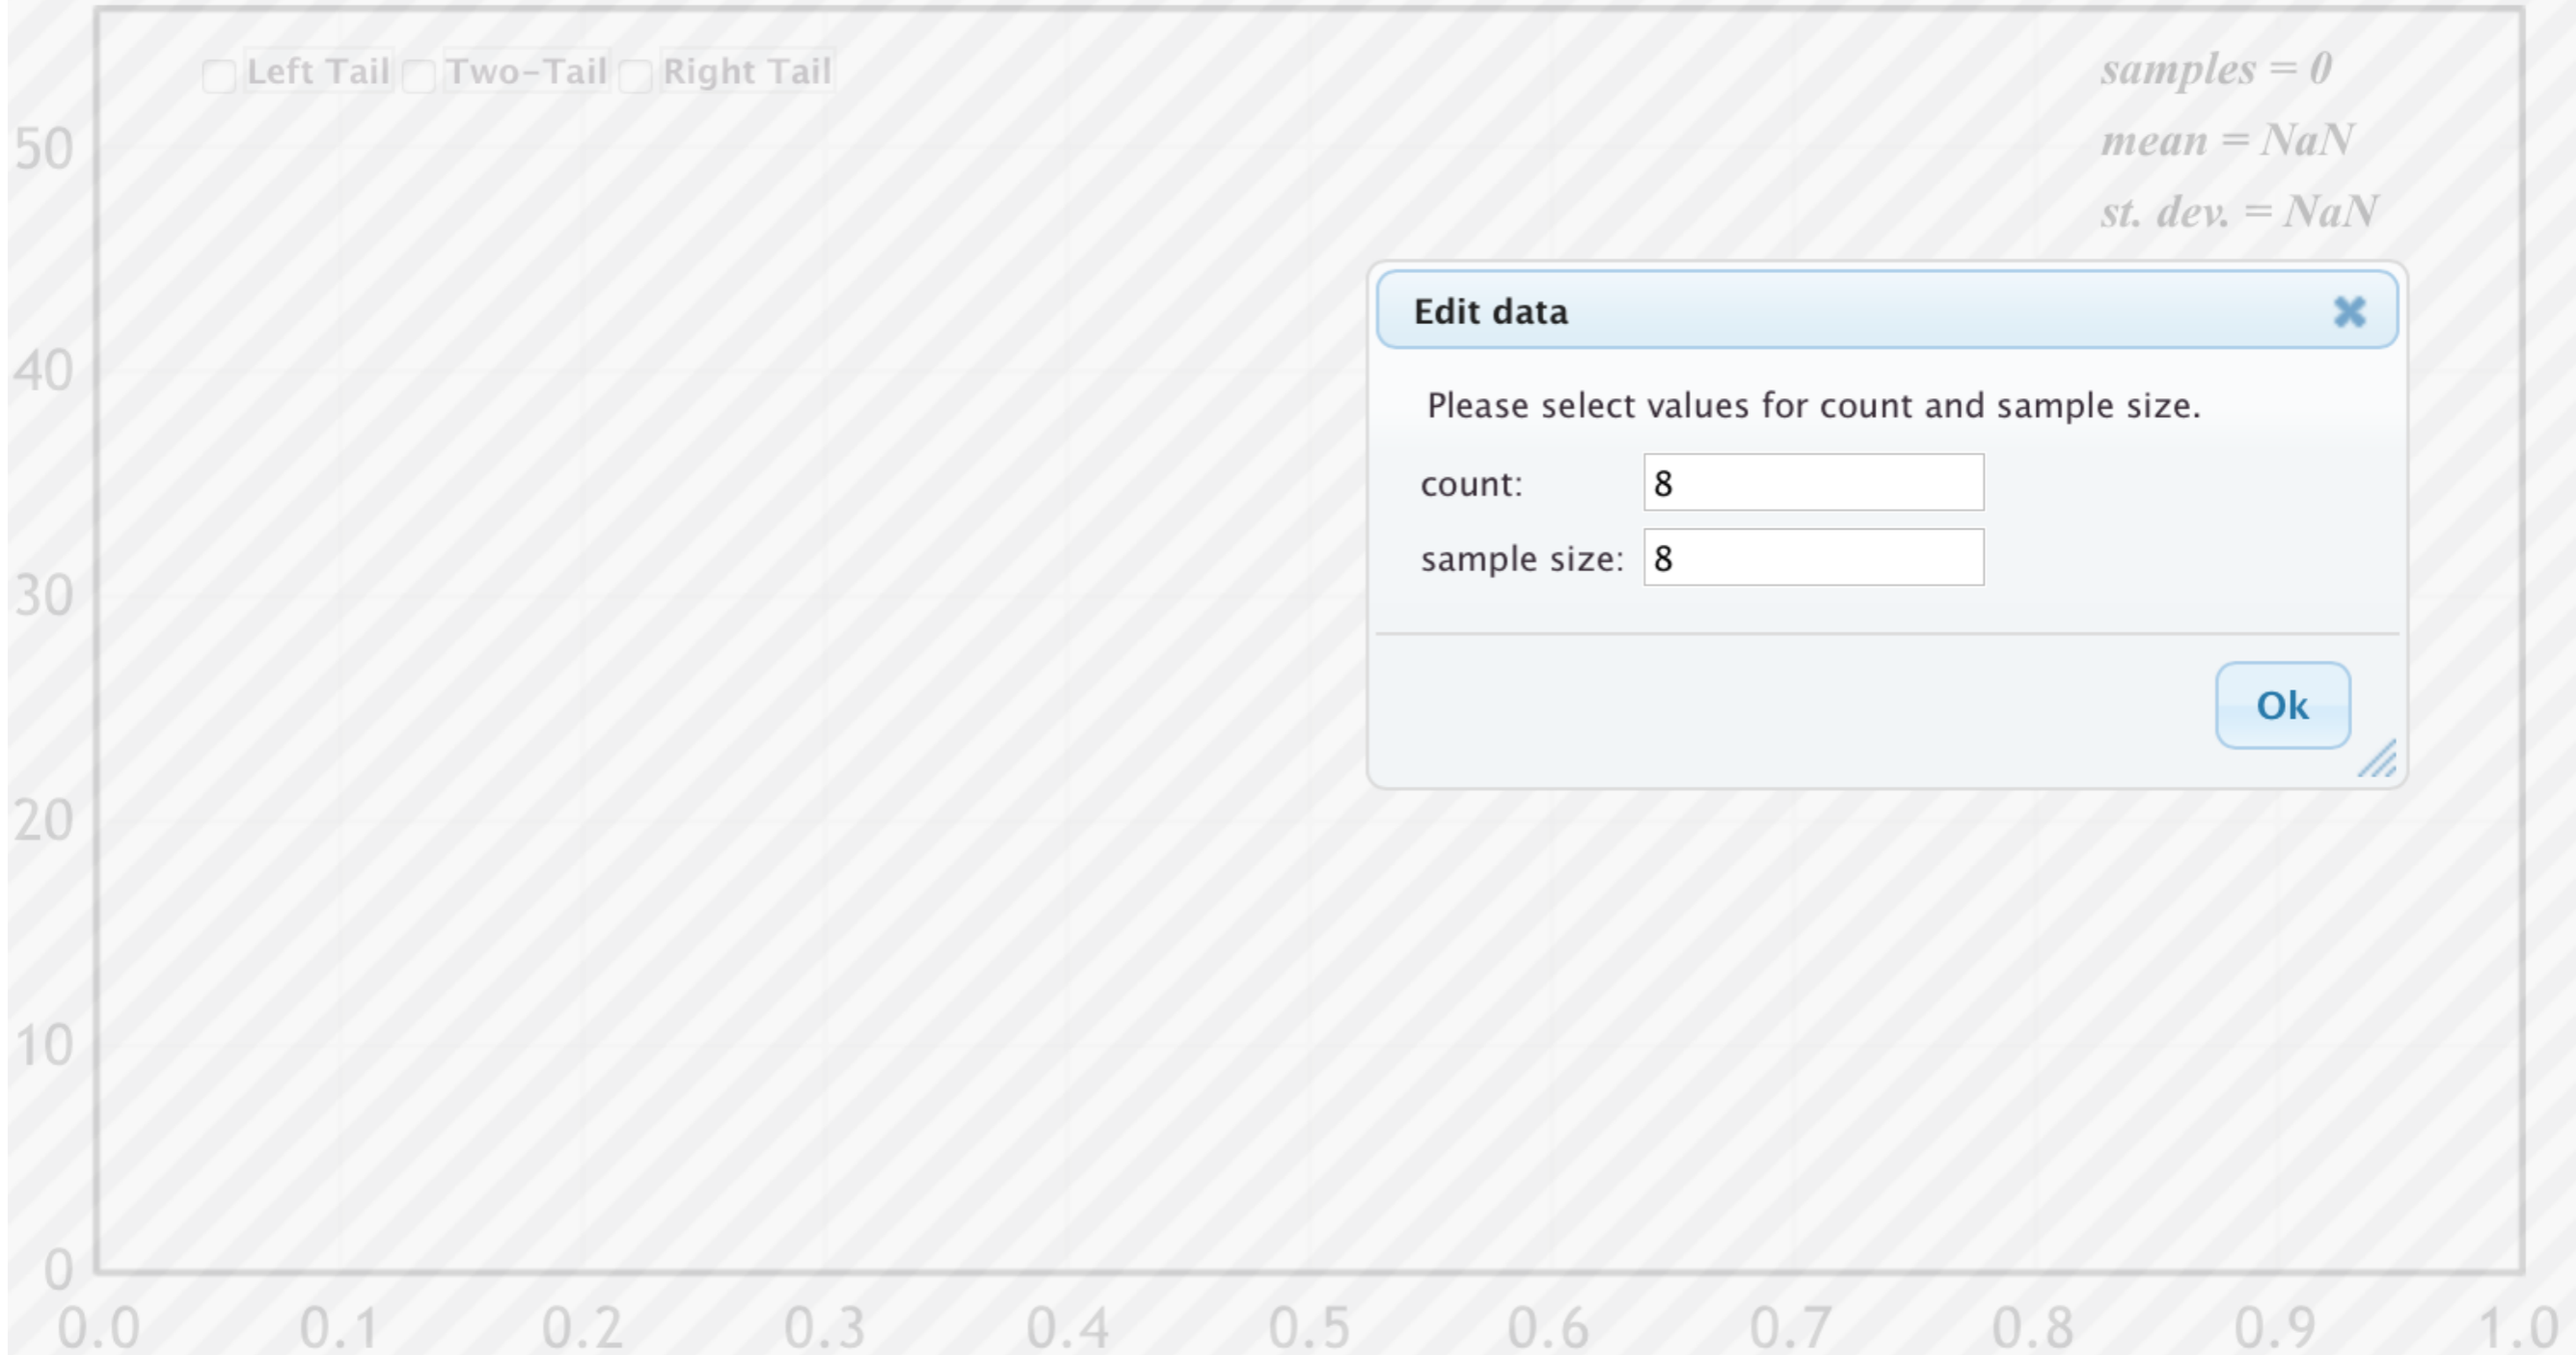 Left Tail Two-Tail Right Tail
samples = 0
mean = NaN
st. dev. = NaN
50
40
30
20
10
0
0.0 0.1 0.2 0.3 0.4 0.5 0.6 0.7 0.8 0.9 1.0
Edit data
Please select values for count and sample size.
count: 8
sample size: 8
Ok